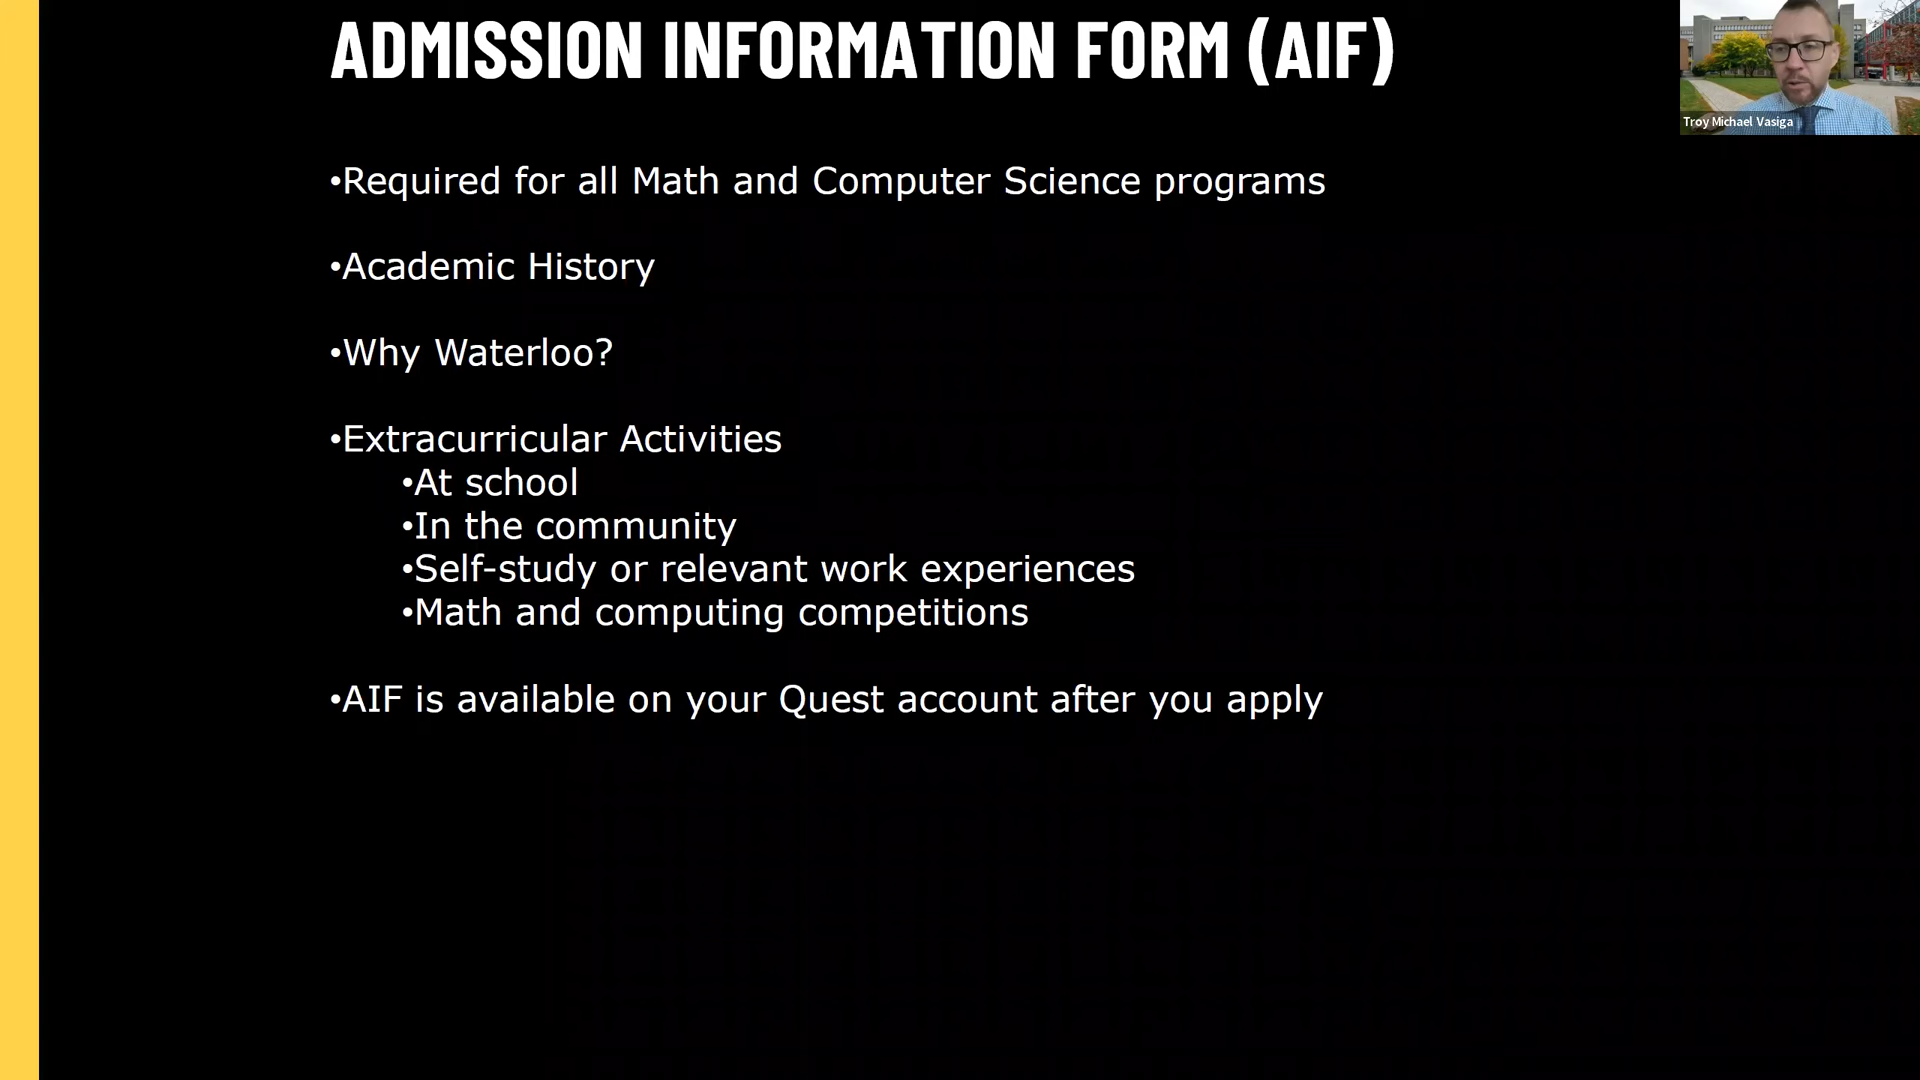 ADMISSION INFORMATION FORM (AIF)
Troy Michael Vasiga
•Required for all Math and Computer Science programs
•Academic History
•Why Waterloo?
•Extracurricular Activities
•At school
•In the community
•Self-study or relevant work experiences
•Math and computing competitions
•AIF is available on your Quest account after you apply